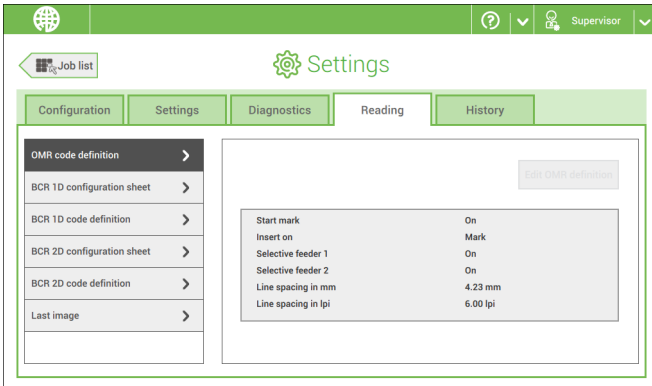 Supervisor
Job list
Settings
Configuration
Settings
Diagnostics
Reading
History
OMR code definition
BCR 1D configuration sheet
BCR 1D code definition
BCR 2D configuration sheet
BCR 2D code definition
Last image
Edit OMR definition
Start mark On
Insert on Mark
Selective feeder 1 On
Selective feeder 2 On
Line spacing in mm 4.23 mm
Line spacing in lpi 6.00 lpi